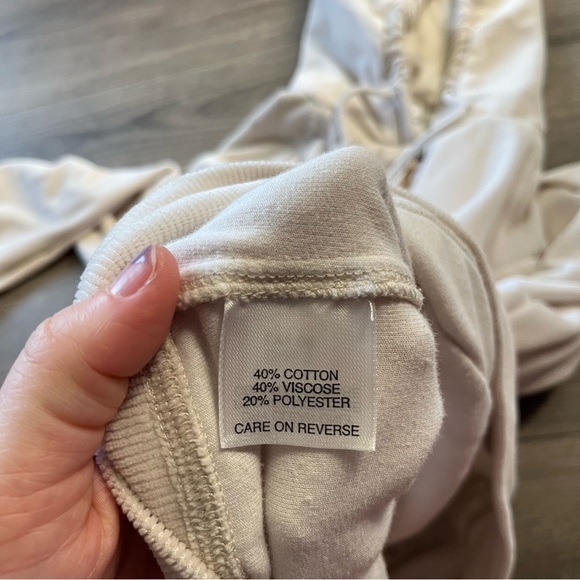 40% COTTON
40% VISCOSE
20% POLYESTER
CARE ON REVERSE